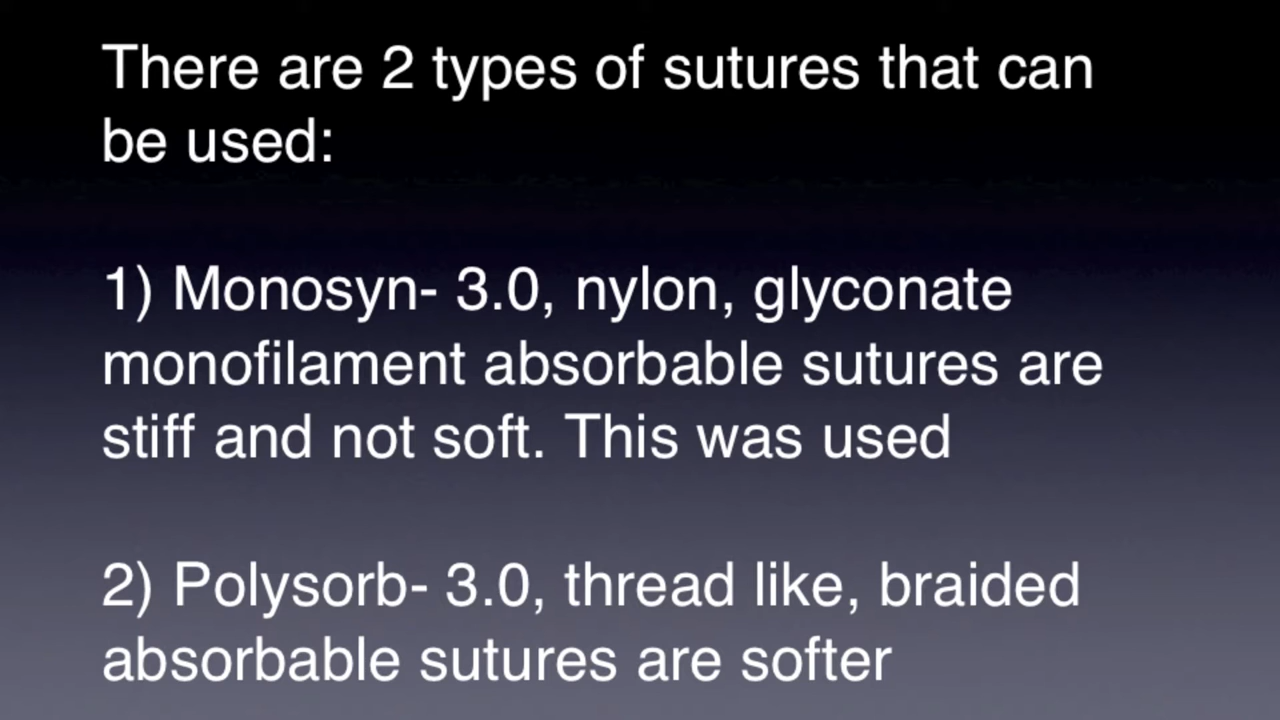 There are 2 types of sutures that can
be used:
1) Monosyn- 3.0, nylon, glyconate
monofilament absorbable sutures are
stiff and not soft. This was used
2) Polysorb- 3.0, thread like, braided
absorbable sutures are softer